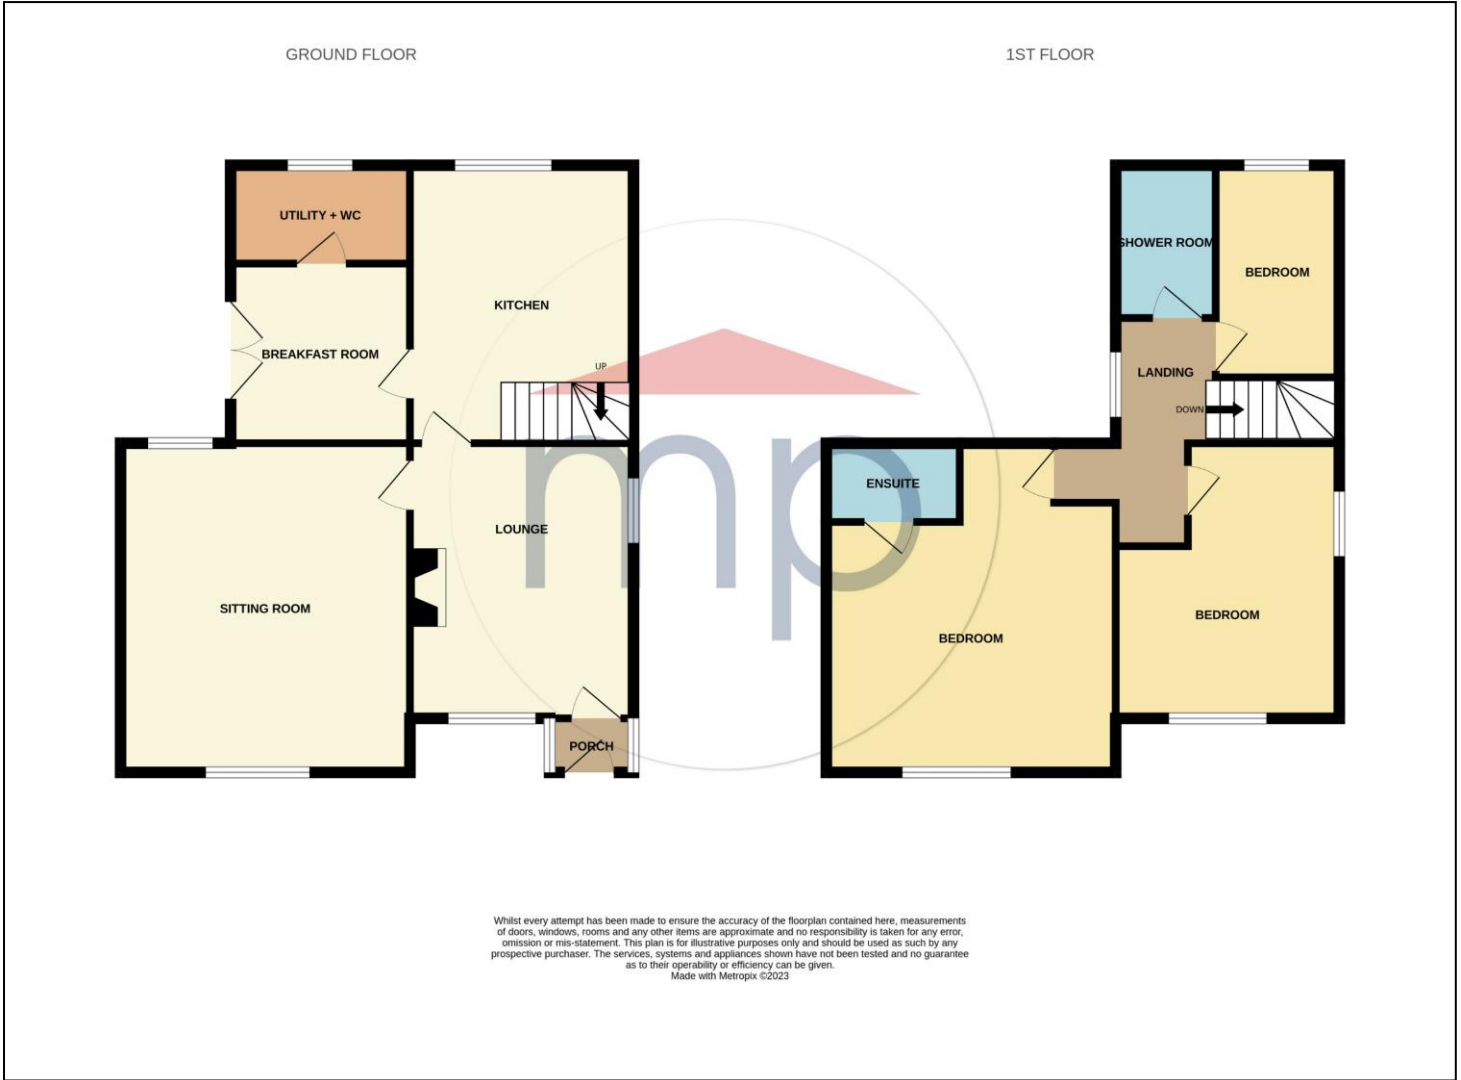 GROUND FLOOR
1ST FLOOR
UTILITY + WC
KITCHEN
BREAKFAST ROOM
UP
LOUNGE
SITTING ROOM
PORCH
SHOWER ROOM
BEDROOM
LANDING
DOWN
ENSUITE
BEDROOM
BEDROOM
mp
Whilst every attempt has been made to ensure the accuracy of the floorplan contained here, measurements
of doors, windows, rooms and any other items are approximate and no responsibility is taken for any error,
omission or mis-statement. This plan is for illustrative purposes only and should be used as such by any
prospective purchaser. The services, systems and appliances shown have not been tested and no guarantee
as to their operability or efficiency can be given.
Made with Metropix ©2023